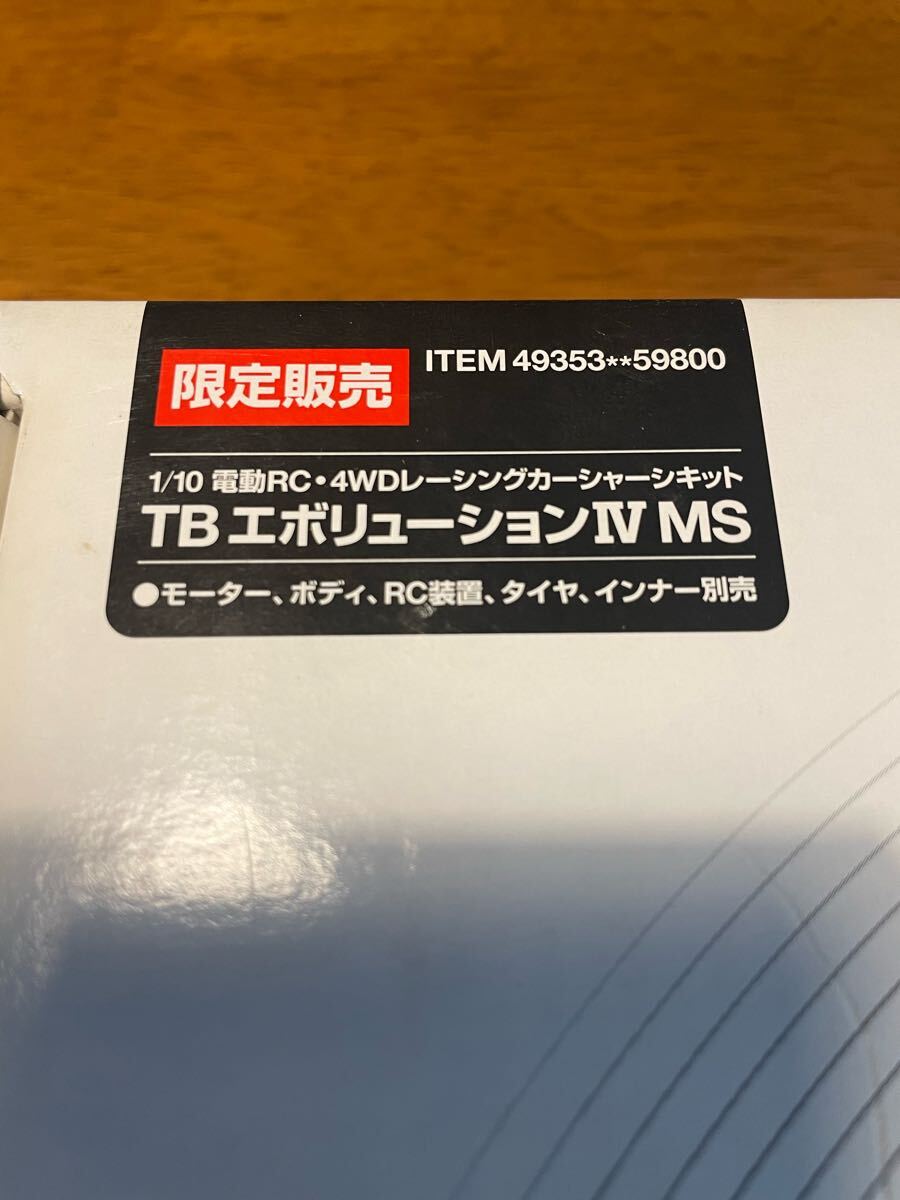 限定販売
ITEM 49353**59800
1/10 電動RC・4WDレーシングカーシャーシキット
TB エボリューションⅣ MS
●モーター、ボディ、RC装置、タイヤ、インナー別売